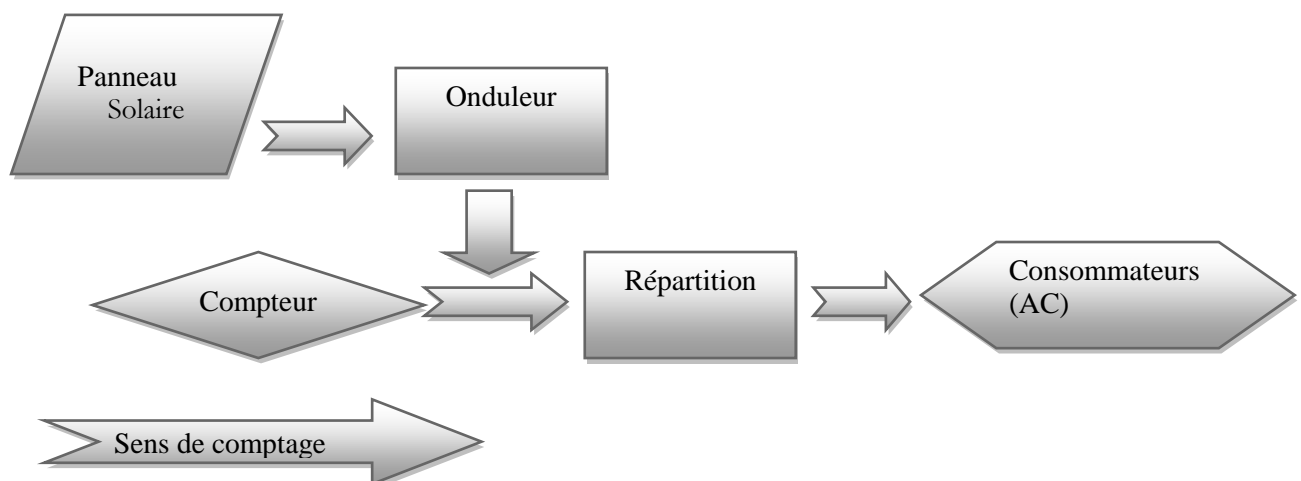 Panneau
Solaire
Onduleur
Compteur
Répartition
Consommateurs
(AC)
Sens de comptage